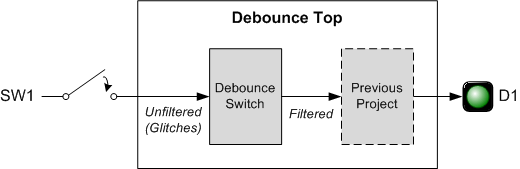 Debounce Top
SW1
Unfiltered
(Glitches)
Debounce
Switch
Filtered
Previous
Project
D1